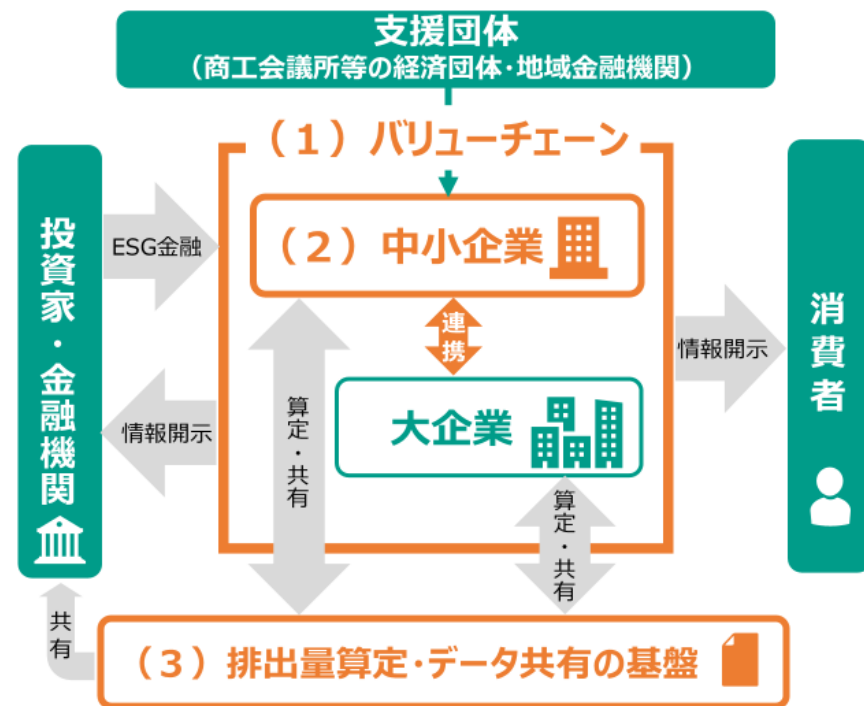 支援団体
（商工会議所等の経済団体・地域金融機関）
（１）バリューチェーン
投資家・金融機関
ESG金融
（２）中小企業
連携
情報開示
消費者
大企業
算定・共有
情報開示
算定・共有
共有
（３）排出量算定・データ共有の基盤